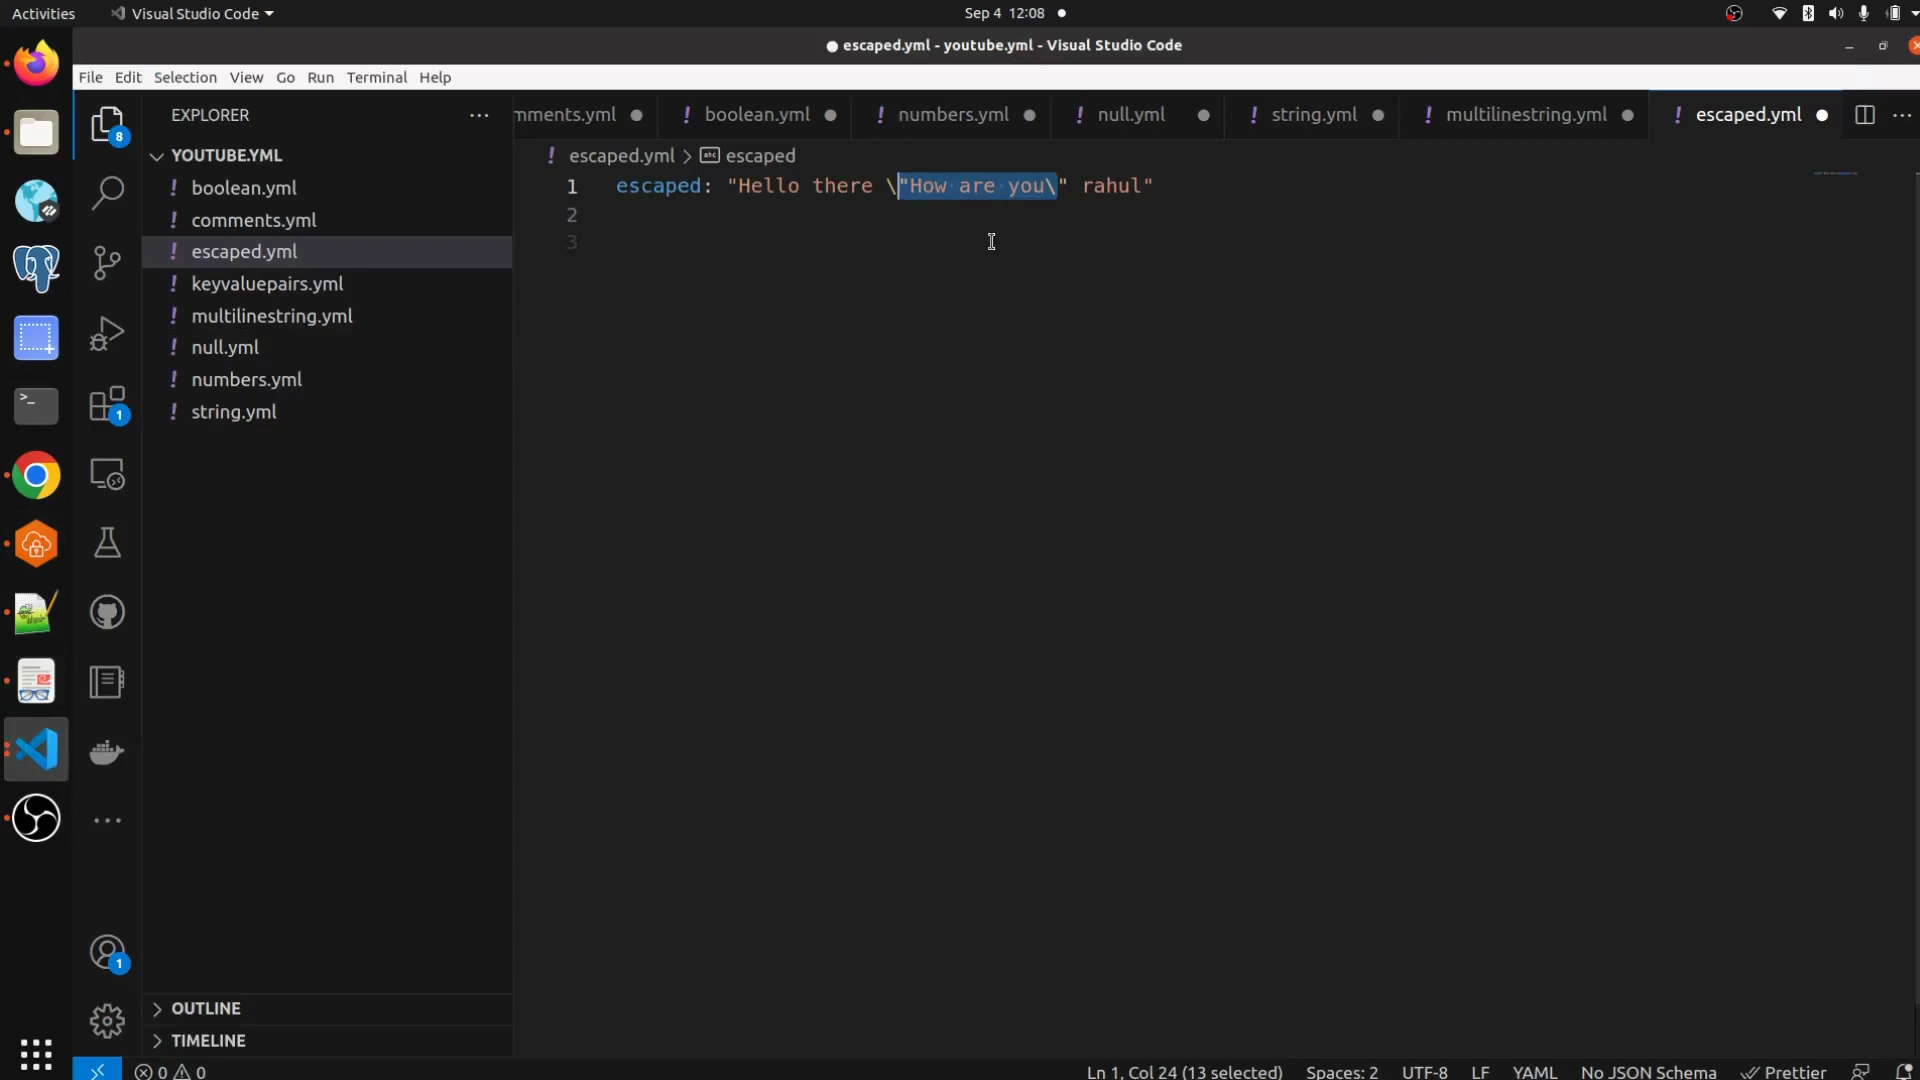 Activities Visual Studio Code Sep 4 12:08
escaped.yml - youtube.yml - Visual Studio Code
File Edit Selection View Go Run Terminal Help
EXPLORER
mments.yml boolean.yml numbers.yml null.yml string.yml multilinestring.yml escaped.yml
8
YOUTUBE.YML
escaped.yml > escaped
boolean.yml
comments.yml
escaped.yml
keyvaluepairs.yml
multilinestring.yml
null.yml
numbers.yml
string.yml
1 escaped: "Hello there \"How are you\" rahul"
2
3
1
1
OUTLINE
TIMELINE
0 0 Ln 1, Col 24 (13 selected) Spaces: 2 UTF-8 LF YAML No JSON Schema Prettier